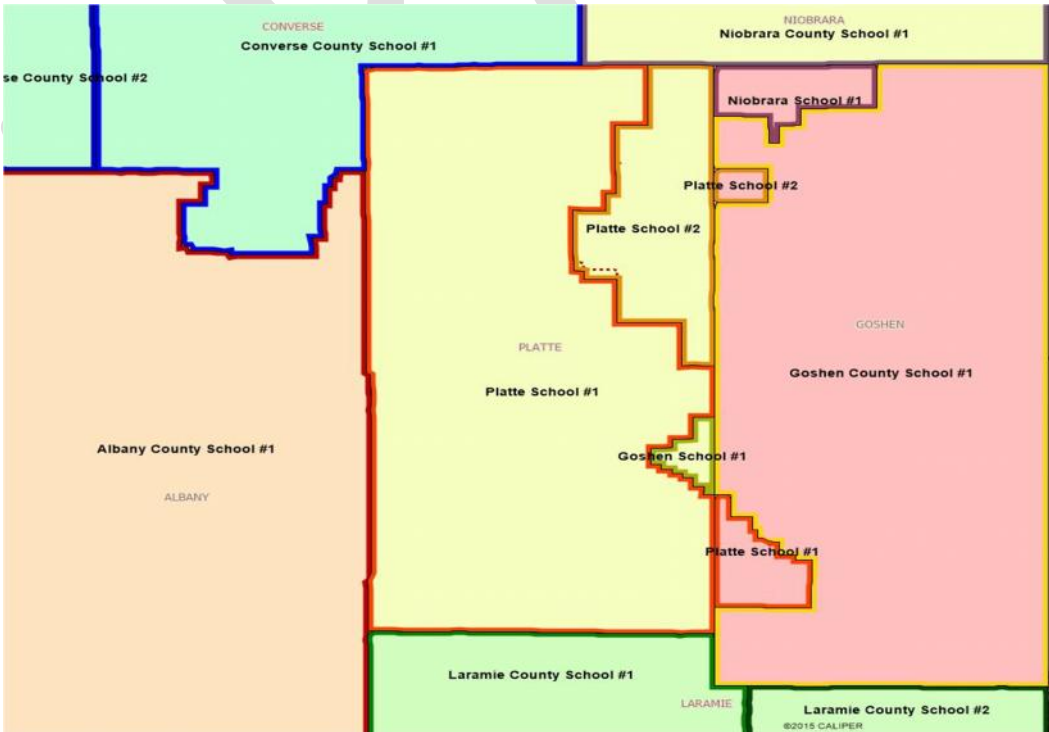 CONVERSE
Converse County School #1
NIOBRARA
Niobrara County School #1
se County School #2
Niobrara School #1
Platte School #2
Platte School #2
GOSHEN
PLATTE
Goshen County School #1
Platte School #1
Albany County School #1
Goshen School #1
ALBANY
Platte School #1
Laramie County School #1
LARAMIE
Laramie County School #2
©2015 CALIPER